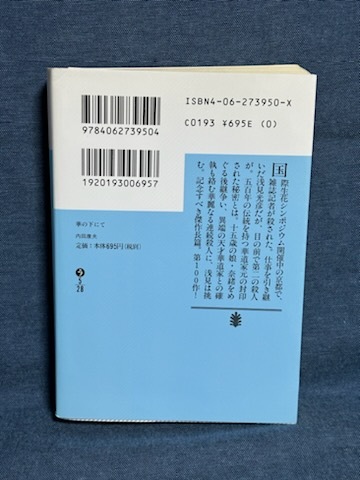 ISBN4-06-273950-X
C0193 ¥695E (0)
9784062739504
1920193006957
国際生花シンポジウム開催中の京都で、
雑誌記者が殺された。仕事を引き継
いだ浅見光彦だが、目の前で第二の殺人
が。五百年の伝統を持つ華道家元の封印
された秘密とは。十五歳の娘・奈緒をめ
ぐる後継争い、異端の天才華道家との確
執も絡む華麗なる連続殺人に、浅見は挑
む。記念すべき傑作長篇、第100作!
華の下にて
内田康夫
定価:本体695円(税別)
う5
28